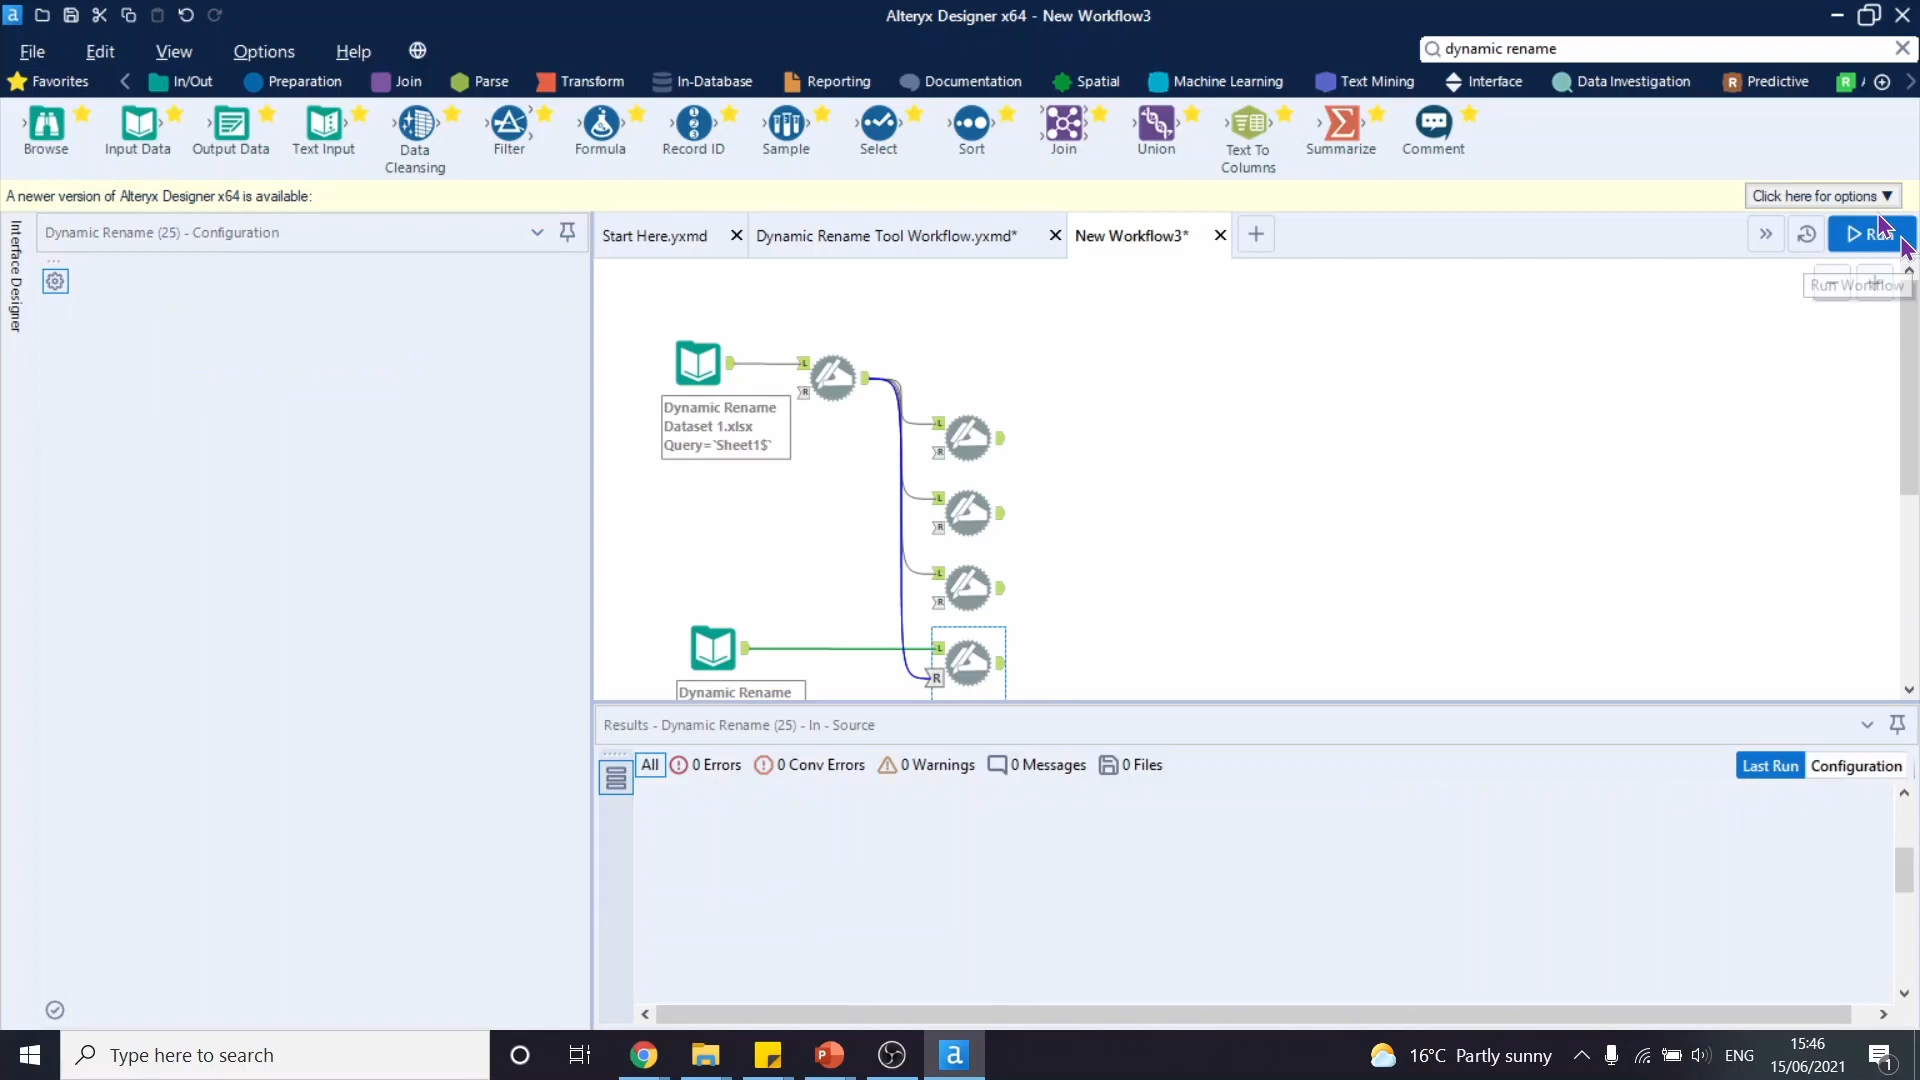 Alteryx Designer x64 - New Workflow3
File Edit View Options Help
dynamic rename
Favorites In/Out Preparation Join Parse Transform In-Database Reporting Documentation Spatial Machine Learning Text Mining Interface Data Investigation Predictive
Browse Input Data Output Data Text Input Data Cleansing Filter Formula Record ID Sample Select Sort Join Union Text To Columns Summarize Comment
A newer version of Alteryx Designer x64 is available:
Click here for options ▼
Interface Designer
Dynamic Rename (25) - Configuration
Start Here.yxmd
Dynamic Rename Tool Workflow.yxmd*
New Workflow3*
Run Workflow
L
R
Dynamic Rename
Dataset 1.xlsx
Query=`Sheet1$`
L
R
L
R
L
R
L
R
Dynamic Rename
Results - Dynamic Rename (25) - In - Source
All 0 Errors 0 Conv Errors 0 Warnings 0 Messages 0 Files
Last Run Configuration
Type here to search
16°C Partly sunny
ENG
15:46
15/06/2021
1